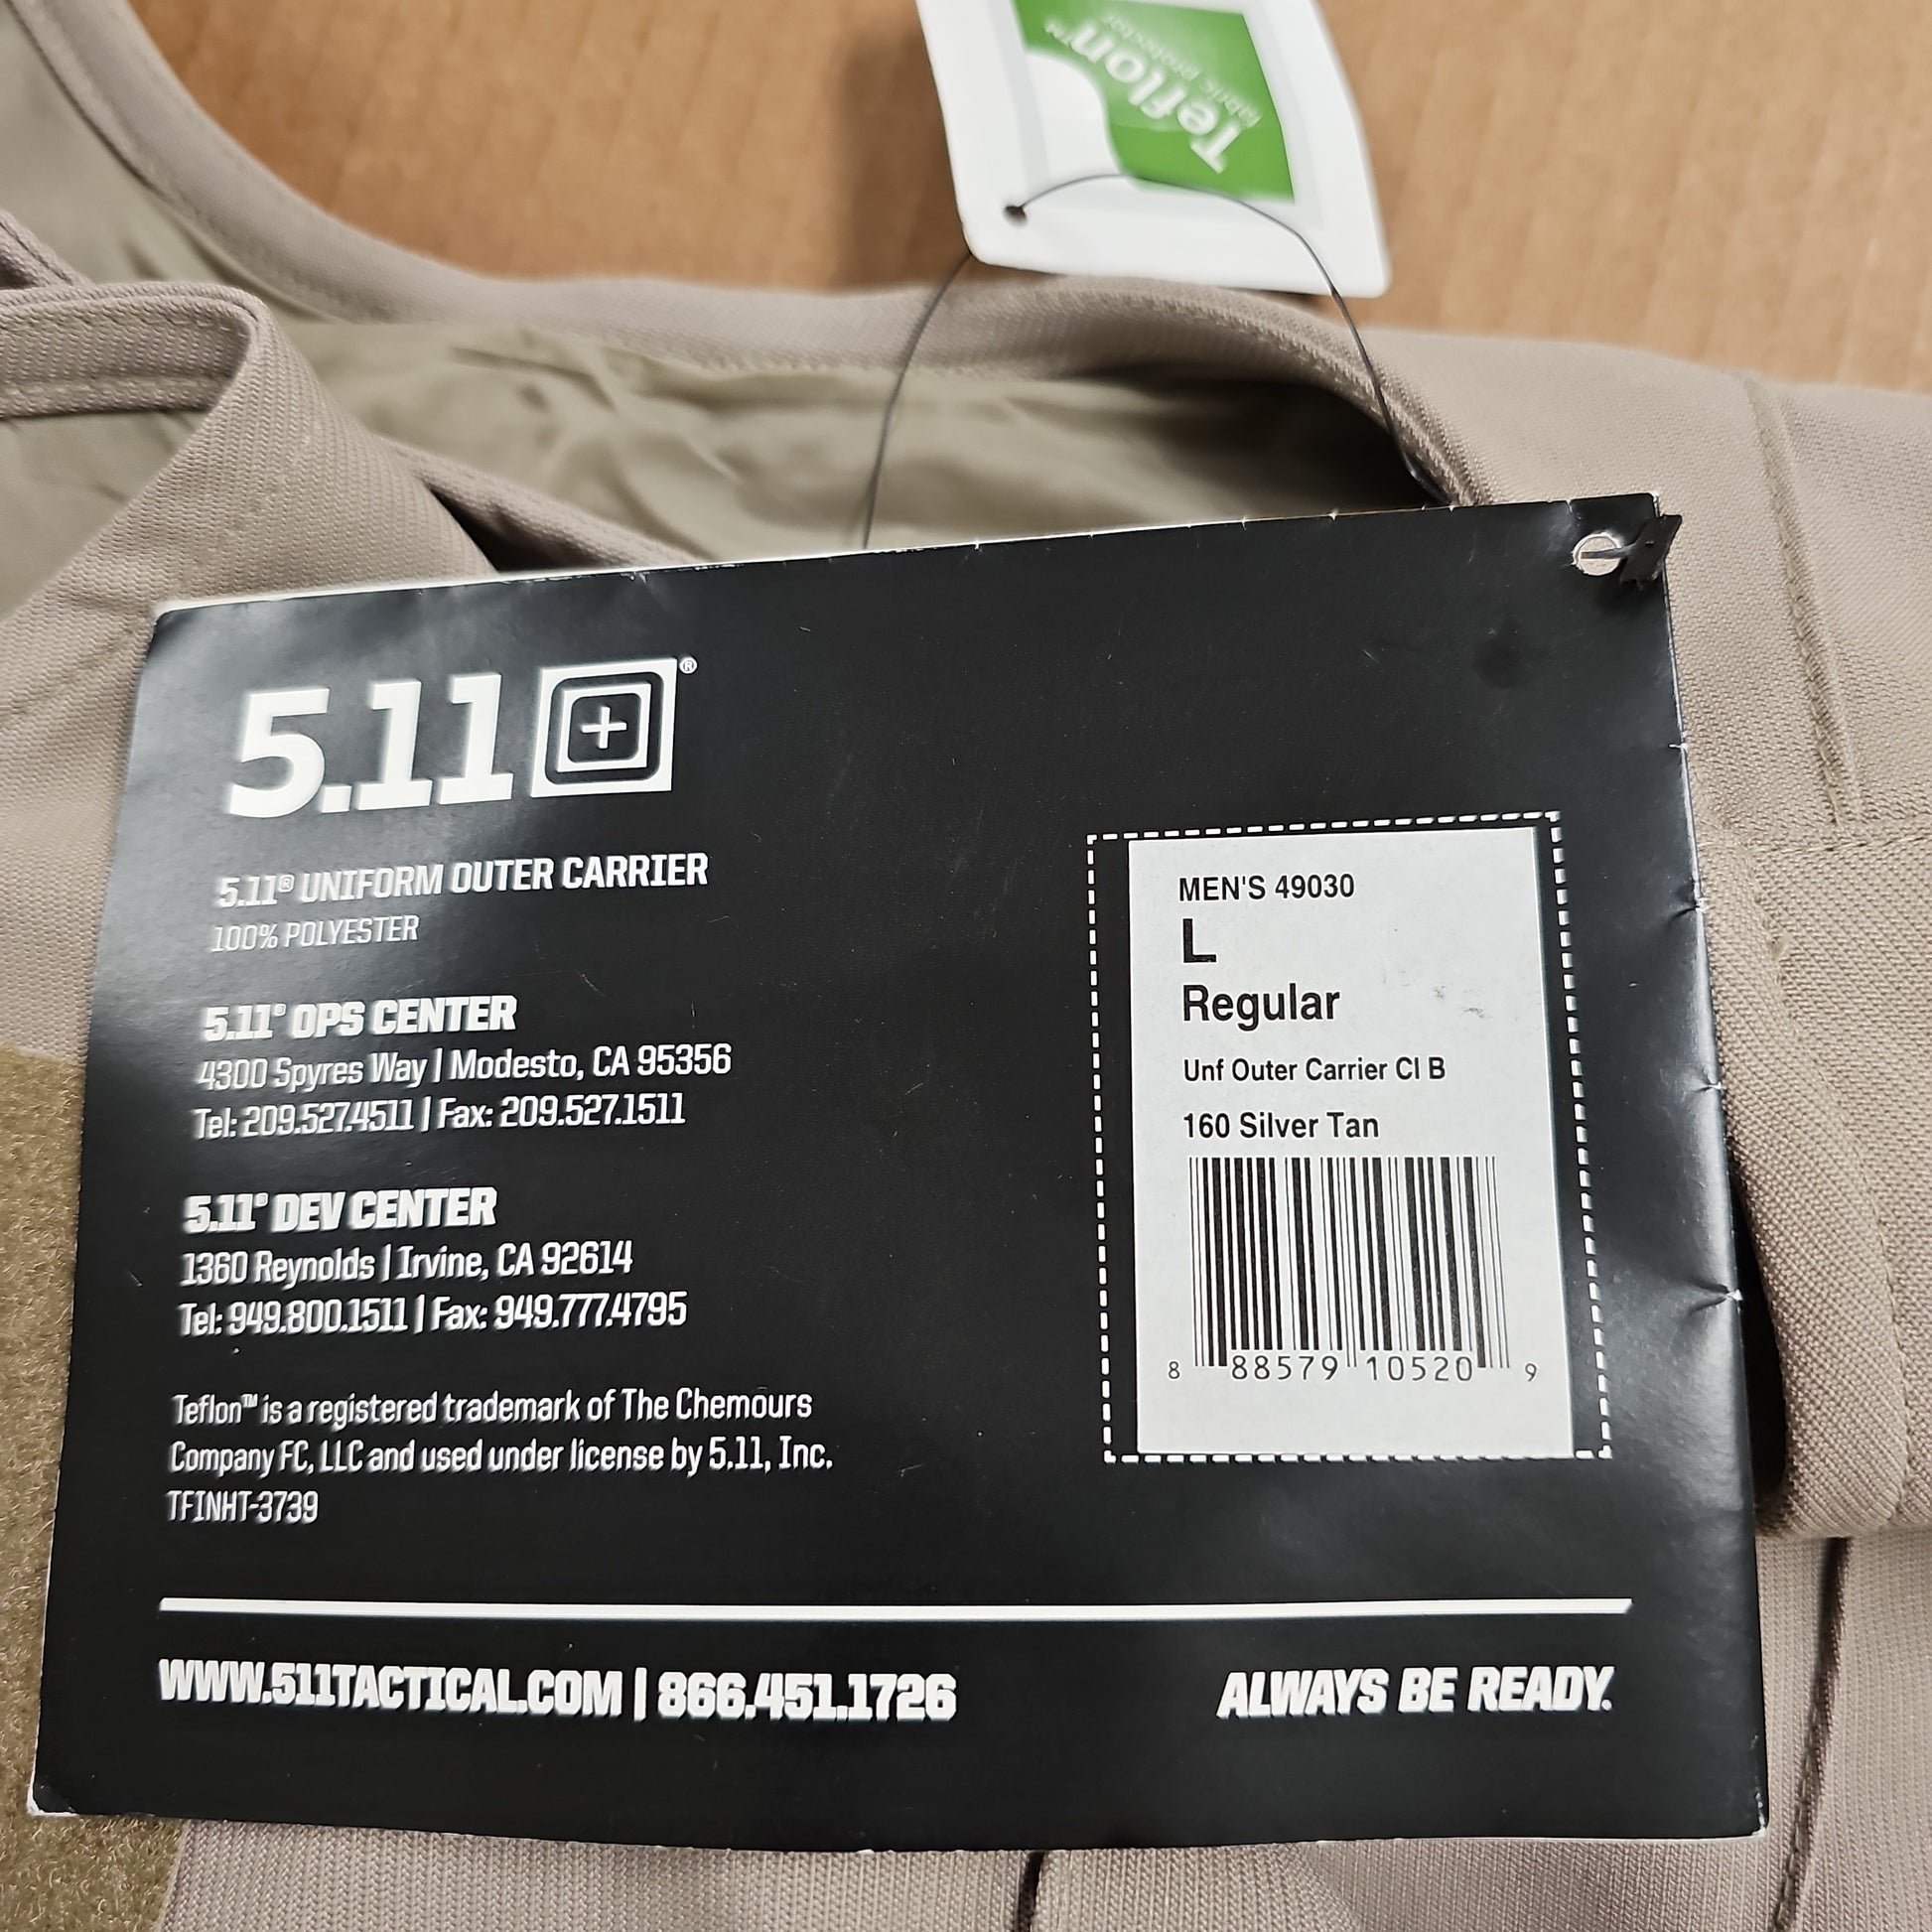 Teflon™
fabric protector
5.11®
5.11® UNIFORM OUTER CARRIER
100% POLYESTER
5.11® OPS CENTER
4300 Spyres Way | Modesto, CA 95356
Tel: 209.527.4511 | Fax: 209.527.1511
5.11® DEV CENTER
1360 Reynolds | Irvine, CA 92614
Tel: 949.800.1511 | Fax: 949.777.4795
Teflon™ is a registered trademark of The Chemours
Company FC, LLC and used under license by 5.11, Inc.
TFINHT-3739
MEN'S 49030
L
Regular
Unf Outer Carrier Cl B
160 Silver Tan
8 88579 10520 9
WWW.511TACTICAL.COM | 866.451.1726
ALWAYS BE READY.